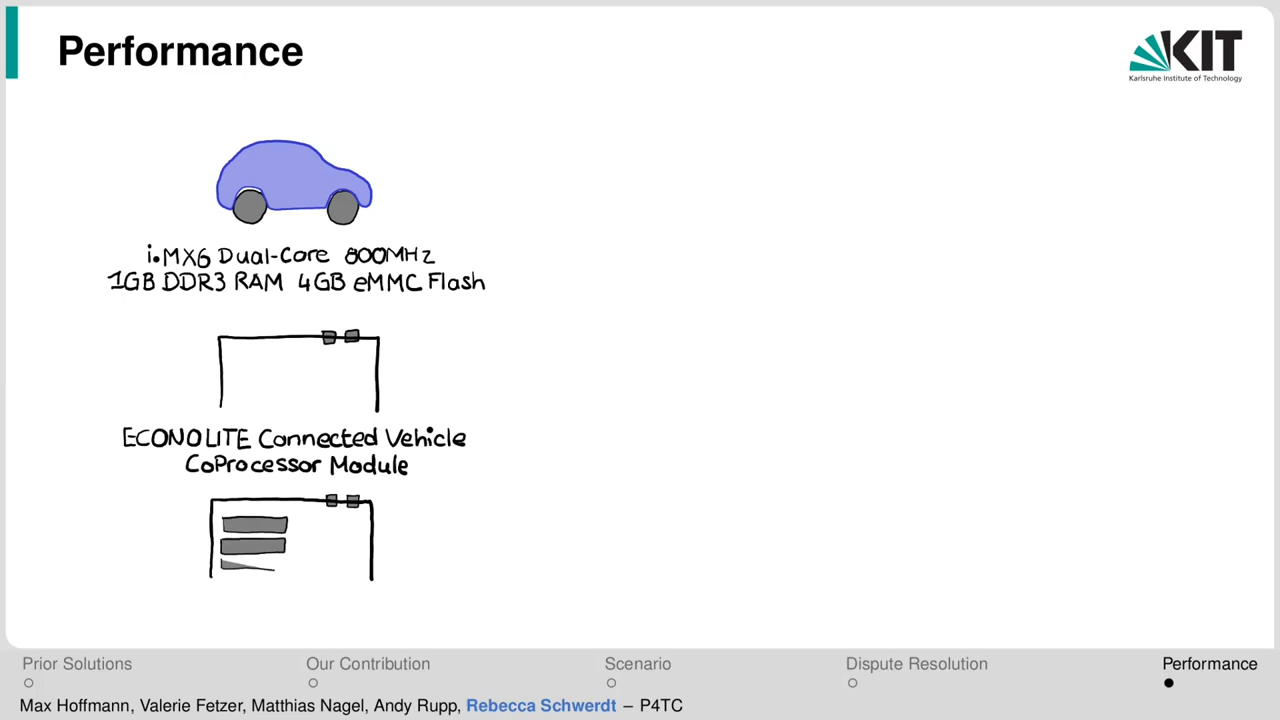 Performance
KIT
Karlsruhe Institute of Technology
i.MX6 Dual-Core 800MHz
1GB DDR3 RAM 4GB eMMC Flash
ECONOLITE Connected Vehicle
CoProcessor Module
Prior Solutions
Our Contribution
Scenario
Dispute Resolution
Performance
Max Hoffmann, Valerie Fetzer, Matthias Nagel, Andy Rupp, Rebecca Schwerdt – P4TC